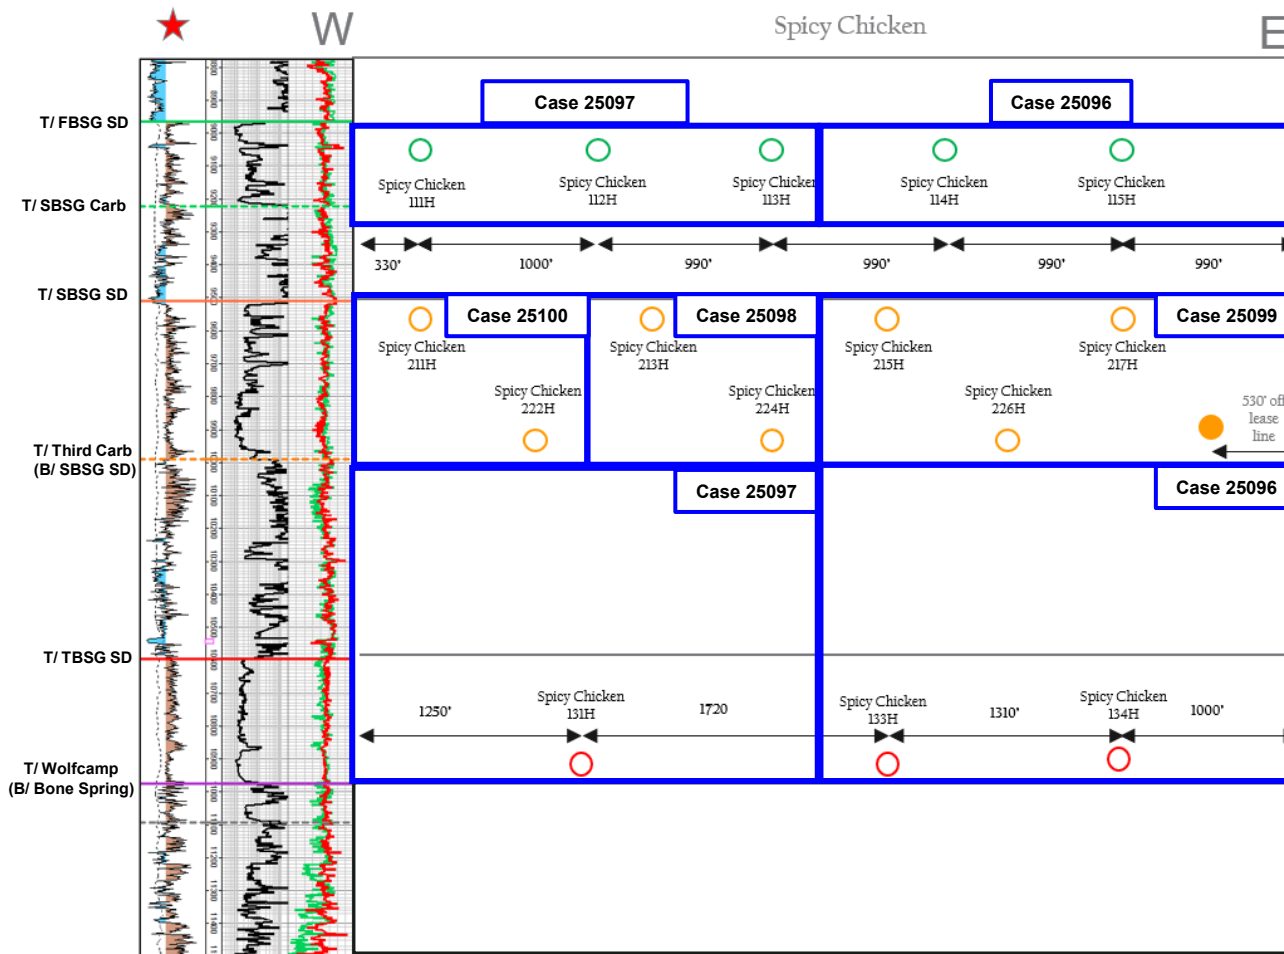 W
Spicy Chicken
E
Case 25097
Case 25096
T/ FBSG SD
Spicy Chicken
111H
Spicy Chicken
112H
Spicy Chicken
113H
Spicy Chicken
114H
Spicy Chicken
115H
T/ SBSG Carb
330'
1000'
990'
990'
990'
990'
T/ SBSG SD
Case 25100
Case 25098
Case 25099
Spicy Chicken
211H
Spicy Chicken
213H
Spicy Chicken
215H
Spicy Chicken
217H
Spicy Chicken
222H
Spicy Chicken
224H
Spicy Chicken
226H
530' off
lease
line
T/ Third Carb
(B/ SBSG SD)
Case 25097
Case 25096
T/ TBSG SD
1250'
Spicy Chicken
131H
1720
Spicy Chicken
133H
1310'
Spicy Chicken
134H
1000'
T/ Wolfcamp
(B/ Bone Spring)